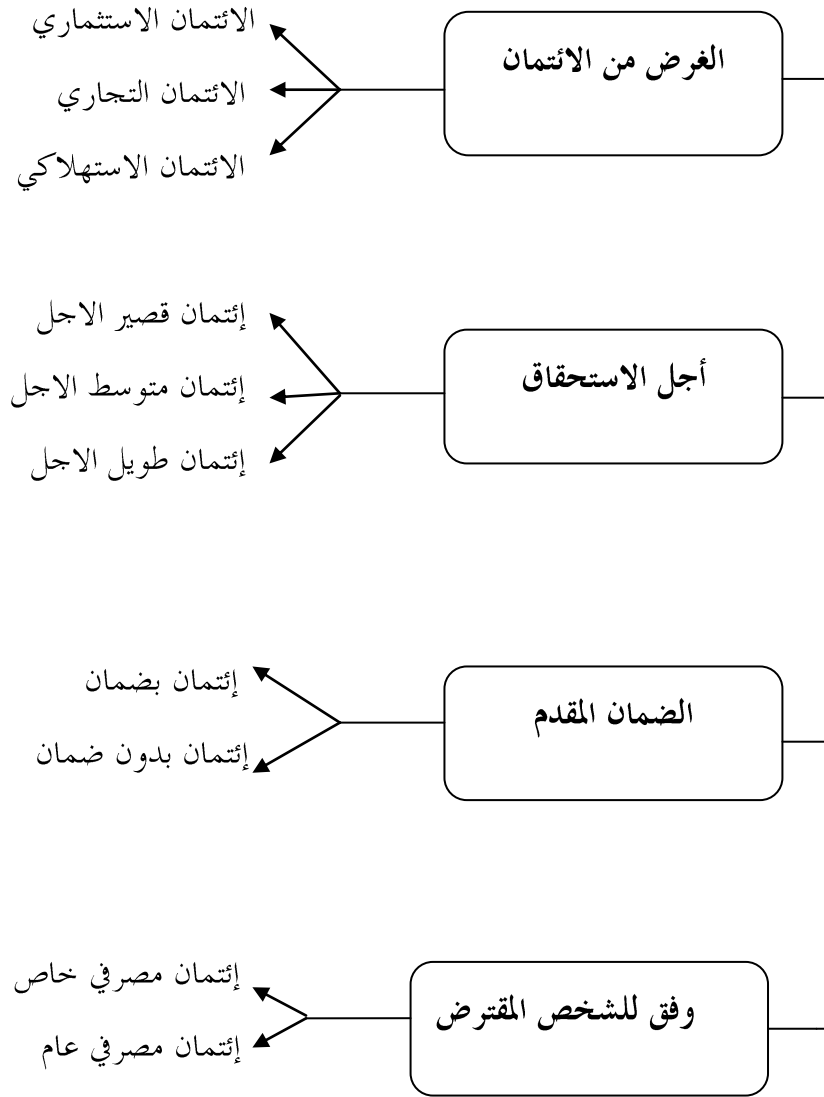 الغرض من الائتمان
الائتمان الاستثماري
الائتمان التجاري
الائتمان الاستهلاكي
أجل الاستحقاق
إئتمان قصير الاجل
إئتمان متوسط الاجل
إئتمان طويل الاجل
الضمان المقدم
إئتمان بضمان
إئتمان بدون ضمان
وفق للشخص المقترض
إئتمان مصرفي خاص
إئتمان مصرفي عام